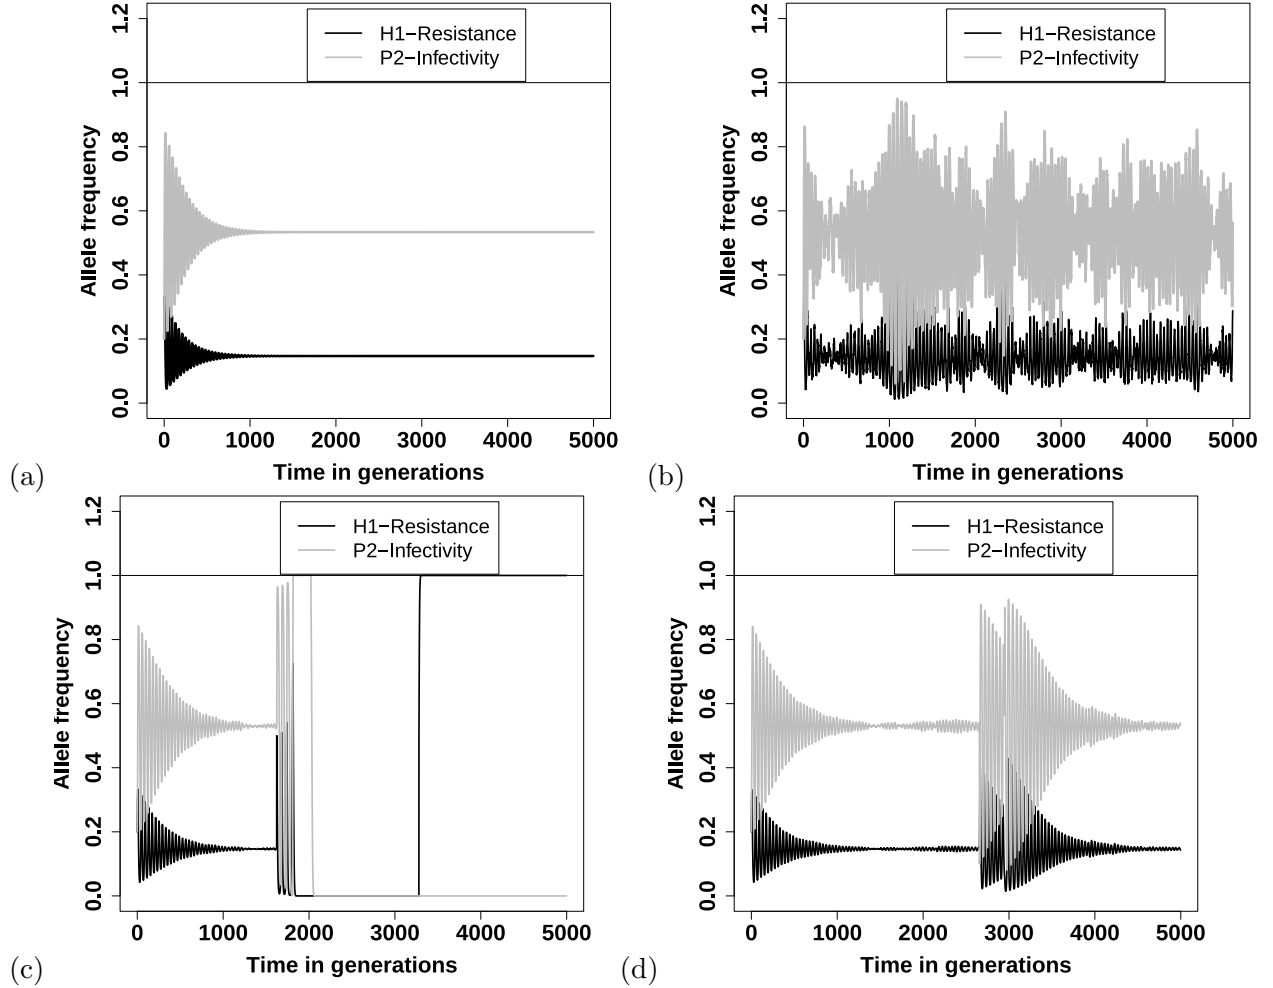 H1−Resistance
P2−Infectivity
Allele frequency
0.0 0.2 0.4 0.6 0.8 1.0 1.2
0 1000 2000 3000 4000 5000
Time in generations
(a)
H1−Resistance
P2−Infectivity
Allele frequency
0.0 0.2 0.4 0.6 0.8 1.0 1.2
0 1000 2000 3000 4000 5000
Time in generations
(b)
H1−Resistance
P2−Infectivity
Allele frequency
0.0 0.2 0.4 0.6 0.8 1.0 1.2
0 1000 2000 3000 4000 5000
Time in generations
(c)
H1−Resistance
P2−Infectivity
Allele frequency
0.0 0.2 0.4 0.6 0.8 1.0 1.2
0 1000 2000 3000 4000 5000
Time in generations
(d)